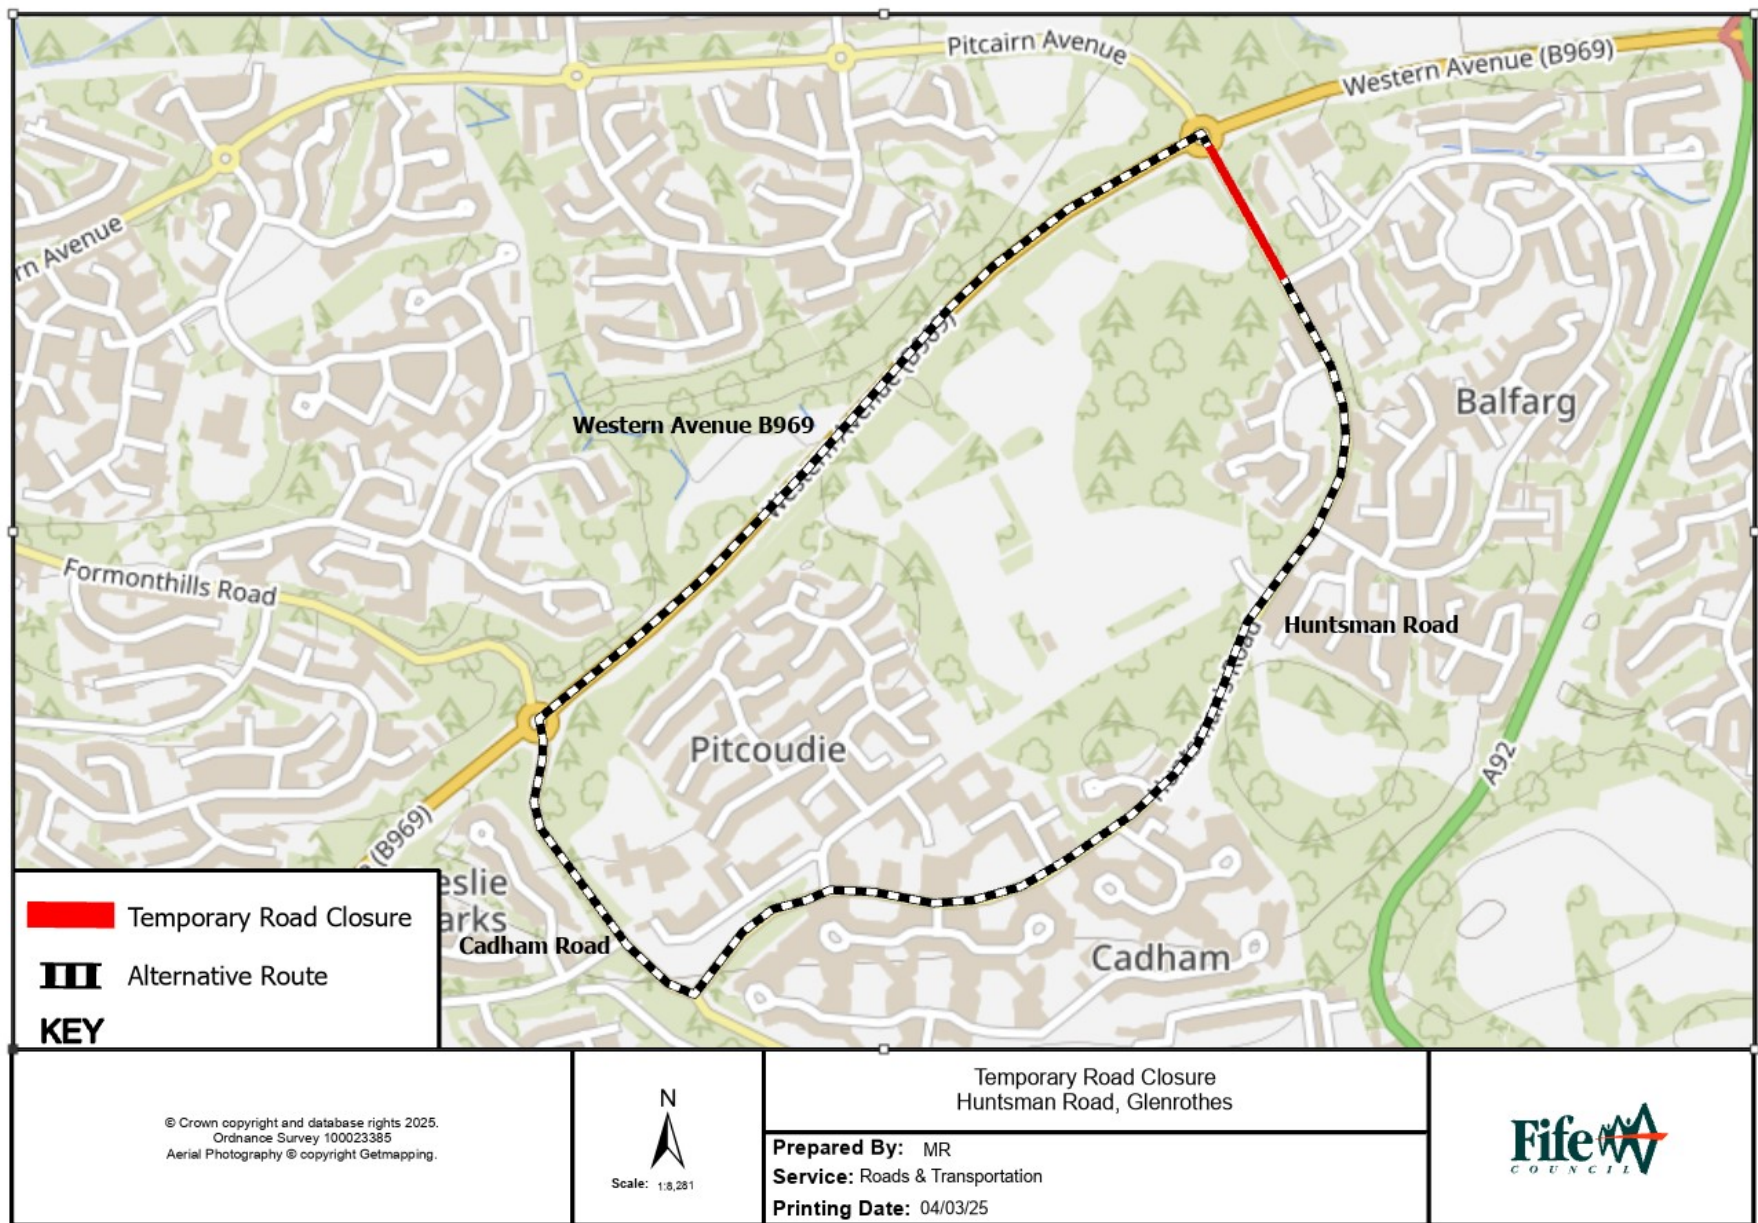 Pitcairn Avenue
Western Avenue (B969)
rn Avenue
Western Avenue (B969)
Western Avenue B969
Balfarg
Formonthills Road
Huntsman Road
Road
Pitcoudie
A92
(B969)
eslie
arks
Cadham Road
Cadham
Temporary Road Closure
Alternative Route
KEY
© Crown copyright and database rights 2025.
Ordnance Survey 100023385
Aerial Photography © copyright Getmapping.
N
Scale: 1:8,281
Temporary Road Closure
Huntsman Road, Glenrothes
Prepared By: MR
Service: Roads & Transportation
Printing Date: 04/03/25
Fife
COUNCIL